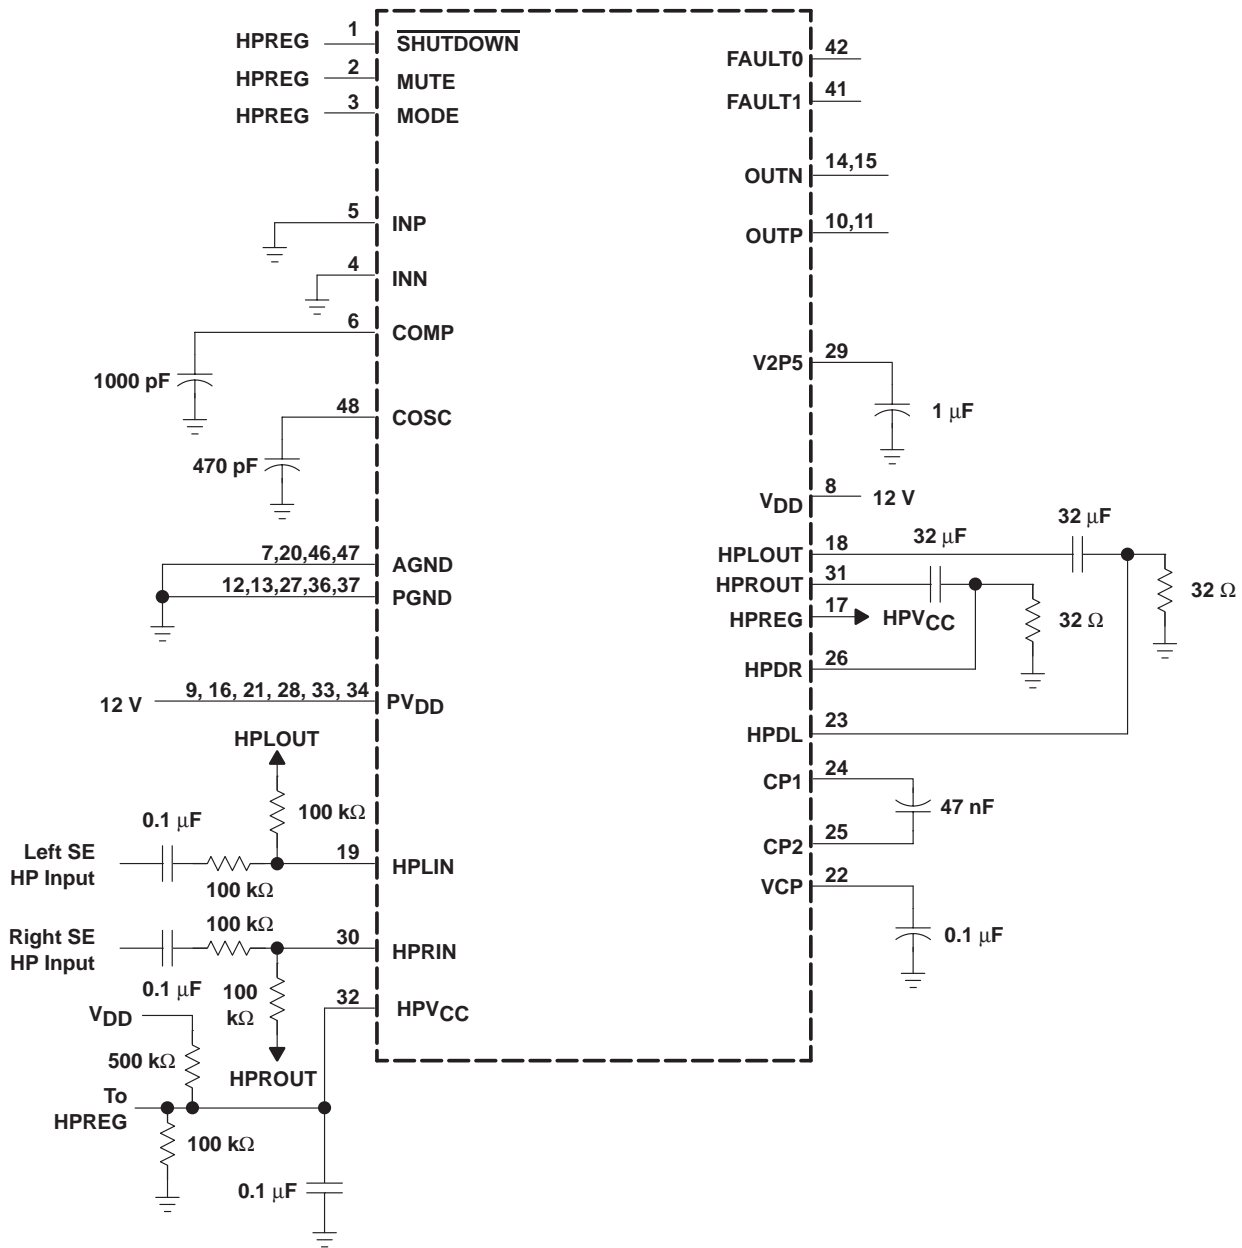 HPREG 1 SHUTDOWN
HPREG 2 MUTE
HPREG 3 MODE
5 INP
4 INN
6 COMP
1000 pF
48 COSC
470 pF
7,20,46,47 AGND
12,13,27,36,37 PGND
12 V 9, 16, 21, 28, 33, 34 PVDD
HPLOUT
100 kΩ
0.1 μF
Left SE
HP Input
100 kΩ
19 HPLIN
100 kΩ
Right SE
HP Input
0.1 μF
30 HPRIN
100
kΩ
HPROUT
32 HPVCC
VDD
500 kΩ
To
HPREG
100 kΩ
0.1 μF
FAULT0 42
FAULT1 41
OUTN 14,15
OUTP 10,11
V2P5 29
1 μF
VDD 8 12 V
HPLOUT 18 32 μF
32 Ω
HPROUT 31 32 μF
32 Ω
HPREG 17 HPVCC
HPDR 26
HPDL 23
CP1 24
47 nF
CP2 25
VCP 22
0.1 μF